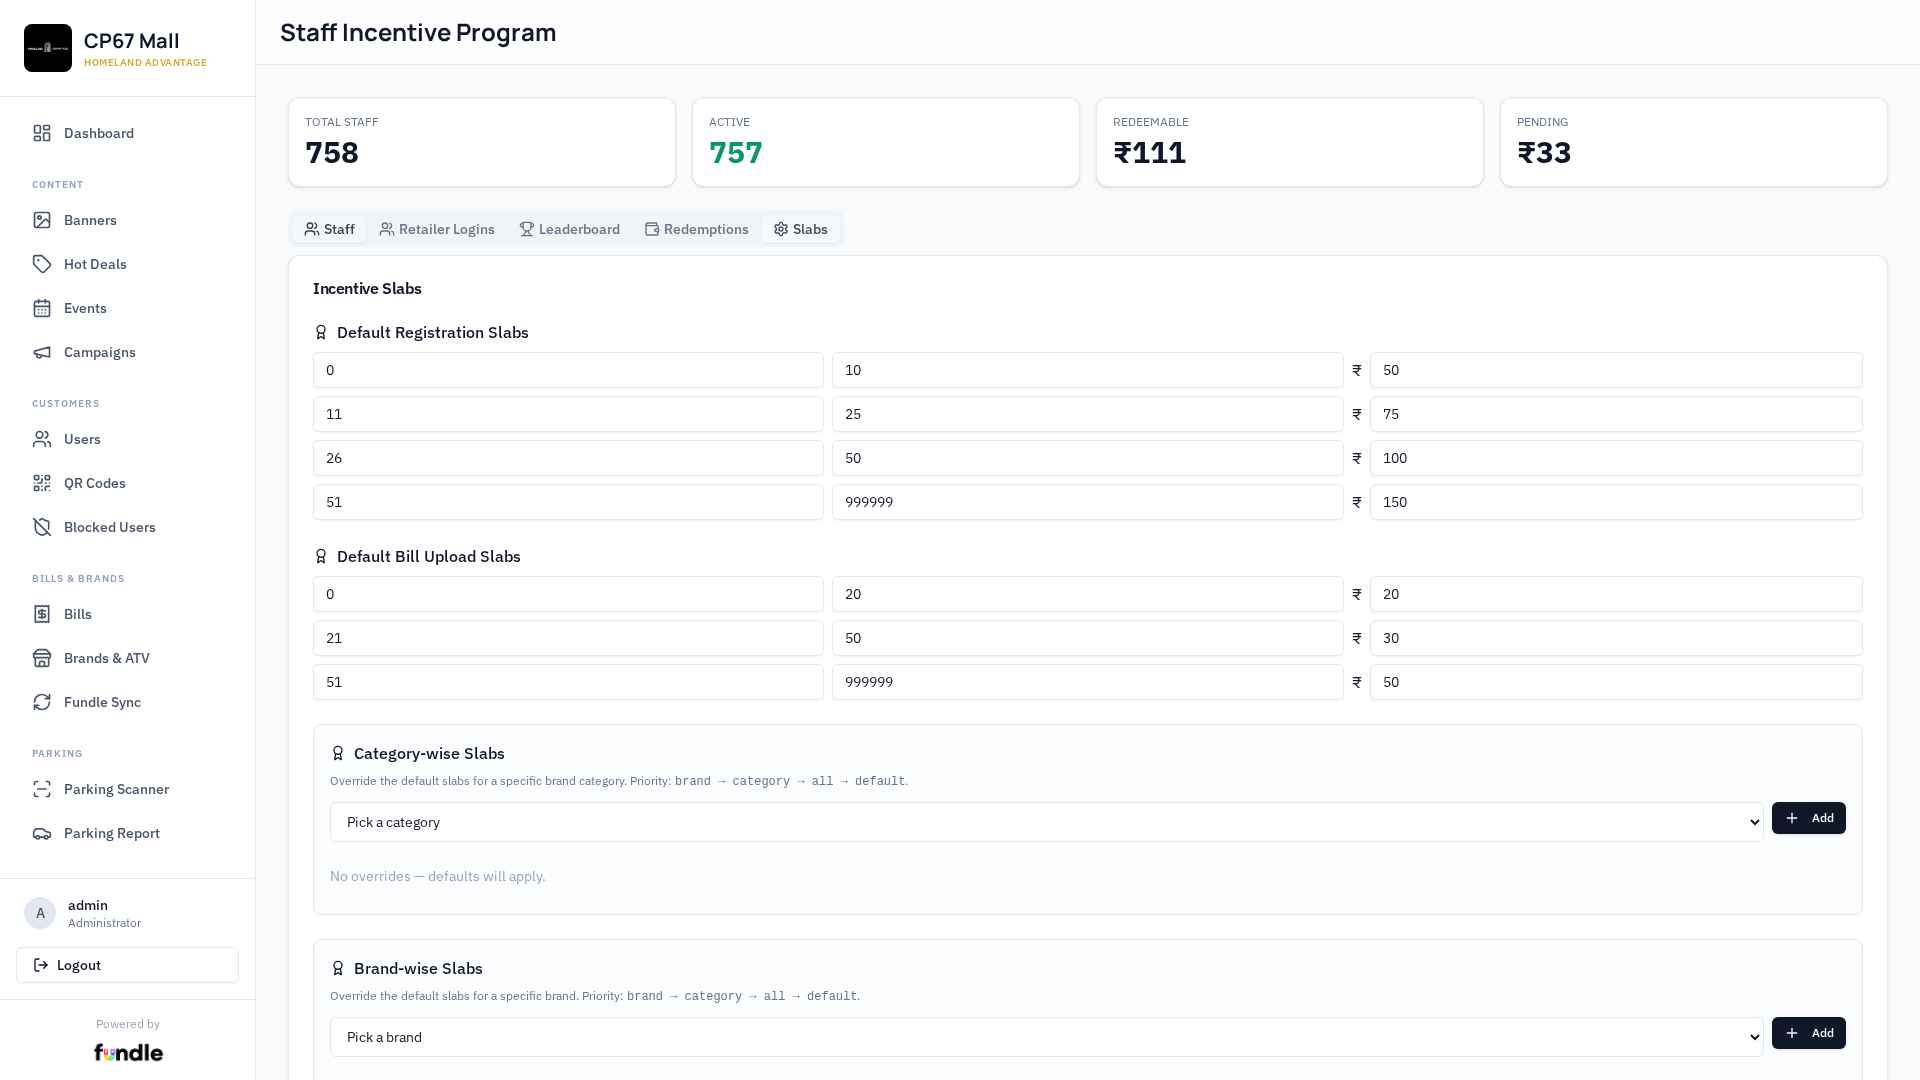 CP67 Mall
HOMELAND ADVANTAGE
Dashboard
CONTENT
Banners
Hot Deals
Events
Campaigns
CUSTOMERS
Users
QR Codes
Blocked Users
BILLS & BRANDS
Bills
Brands & ATV
Fundle Sync
PARKING
Parking Scanner
Parking Report
A
admin
Administrator
Logout
Powered by
fundle
Staff Incentive Program
TOTAL STAFF
758
ACTIVE
757
REDEEMABLE
₹111
PENDING
₹33
Staff
Retailer Logins
Leaderboard
Redemptions
Slabs
Incentive Slabs
Default Registration Slabs
0 10 ₹ 50
11 25 ₹ 75
26 50 ₹ 100
51 999999 ₹ 150
Default Bill Upload Slabs
0 20 ₹ 20
21 50 ₹ 30
51 999999 ₹ 50
Category-wise Slabs
Override the default slabs for a specific brand category. Priority: brand → category → all → default.
Pick a category
Add
No overrides — defaults will apply.
Brand-wise Slabs
Override the default slabs for a specific brand. Priority: brand → category → all → default.
Pick a brand
Add